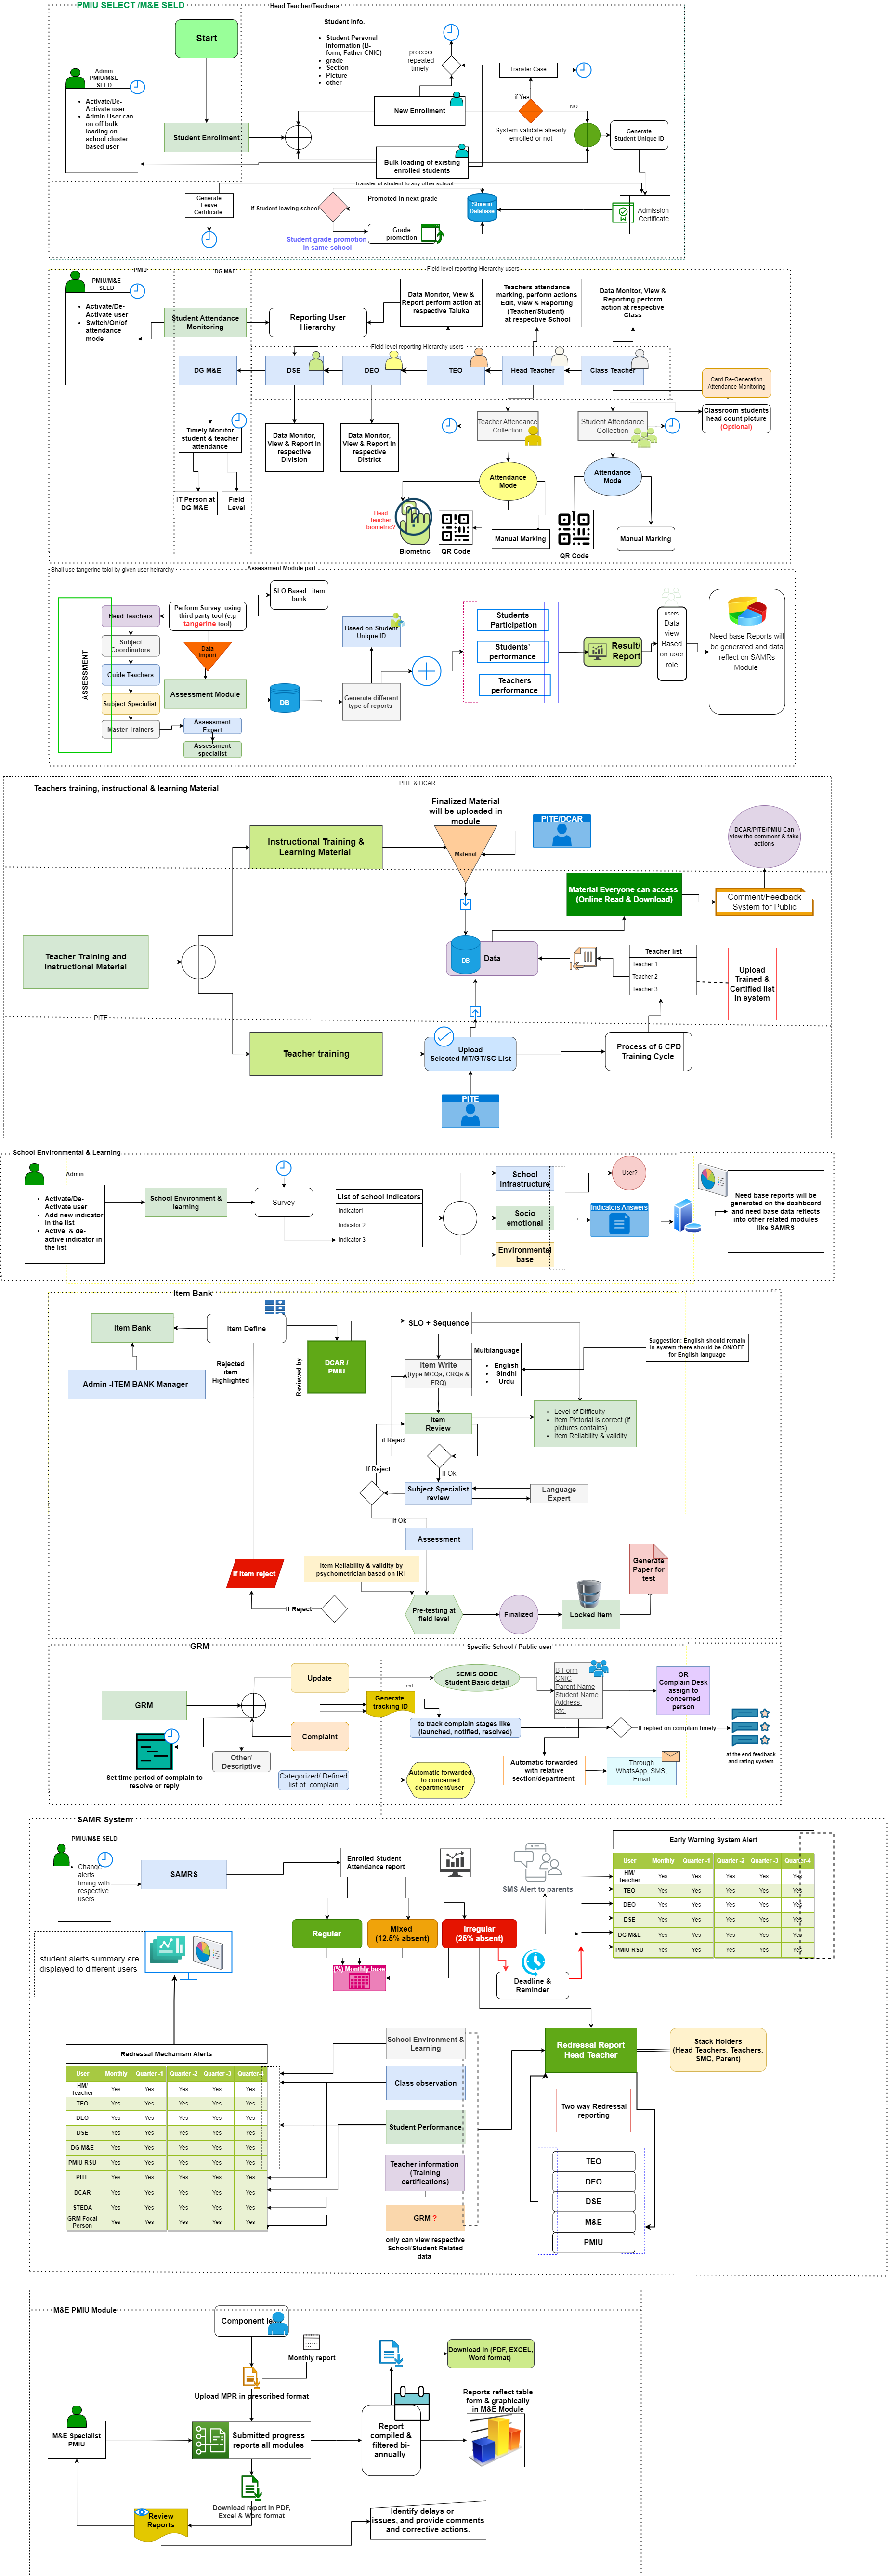 PMIU SELECT /M&E SELD
Head Teacher/Teachers
Start
Student Info.
Student Personal
Information (B-
form, Father CNIC)
grade
Section
Picture
other
process
repeated
timely
Transfer Case
Admin
PMIU/M&E
SELD
Activate/De-
Activate user
Admin User can
on off bulk
loading on
school cluster
based user
if Yes
New Enrollment
NO
System validate already
enrolled or not
Generate
Student Unique ID
Student Enrollment
Bulk loading of existing
enrolled students
Transfer of student to any other school
Generate
Leave
Certificate
If Student leaving school
Promoted in next grade
Store in
Database
Admission
Certificate
Grade
promotion
Student grade promotion
in same school
PMIU
DG M&E
Field level reporting Hierarchy users
PMIU/M&E
SELD
Activate/De-
Activate user
Switch/On/of
attendance
mode
Student Attendance
Monitoring
Reporting User
Hierarchy
Data Monitor, View &
Report perform action at
respective Taluka
Teachers attendance
marking, perform actions
Edit, View & Reporting
(Teacher/Student)
at respective School
Data Monitor, View &
Reporting perform
action at respective
Class
Field level reporting Hierarchy users
DG M&E
DSE
DEO
TEO
Head Teacher
Class Teacher
Card Re-Generation
Attendance Monitoring
Classroom students
head count picture
(Optional)
Timely Monitor
student & teacher
attendance
Data Monitor,
View & Report in
respective
Division
Data Monitor,
View & Report in
respective
District
Teacher Attendance
Collection
Student Attendance
Collection
IT Person at
DG M&E
Field
Level
Attendance
Mode
Attendance
Mode
Head
teacher
biometric?
Biometric
QR Code
Manual Marking
QR Code
Manual Marking
Shall use tangerine tolol by given user heirarchy
Assessment Module part
ASSESSMENT
Head Teachers
Subject
Coordinators
Guide Teachers
Subject Specialist
Master Trainers
Perform Survey using
third party tool (e.g
tangerine tool)
SLO Based -Item
bank
Data
Import
Assessment Module
Assessment
Expert
Assessment
specialist
DB
Based on Student
Unique ID
Generate different
type of reports
Students
Participation
Students'
performance
Teachers
performance
Result/
Report
users
Data
view
Based
on user
role
Need base Reports will
be generated and data
reflect on SAMRs
Module
PITE & DCAR
Teachers training, instructional & learning Material
Finalized Material
will be uploaded in
module
PITE/DCAR
Instructional Training &
Learning Material
Material
DCAR/PITE/PMIU Can
view the comment & take
actions
Material Everyone can access
(Online Read & Download)
Comment/Feedback
System for Public
Teacher Training and
Instructional Material
DB
Data
Teacher list
Teacher 1
Teacher 2
Teacher 3
Upload
Trained &
Certified list
in system
PITE
Teacher training
Upload
Selected MT/GT/SC List
Process of 6 CPD
Training Cycle
PITE
School Environmental & Learning
Admin
Activate/De-
Activate user
Add new indicator
in the list
Active & de-
active indicator in
the list
School Environment &
learning
Survey
List of school Indicators
Indicator1
Indicator 2
Indicator 3
School
infrastructure
Socio
emotional
Environmental
base
User?
Indicators Answers
Need base reports will be
generated on the dashboard
and need base data reflects
into other related modules
like SAMRS
Item Bank
Item Bank
Item Define
Admin -ITEM BANK Manager
Rejected
item
Highlighted
Reviewed by
DCAR /
PMIU
SLO + Sequence
Item Write
(type MCQs, CRQs &
ERQ)
Multilanguage
English
Sindhi
Urdu
Suggestion: English should remain
in system there should be ON/OFF
for English language
Item
Review
Level of Difficulty
Item Pictorial is correct (if
pictures contains)
Item Reliability & validity
if Reject
If Reject
If Ok
Subject Specialist
review
Language
Expert
If Ok
Assessment
If item reject
Item Reliability & validity by
psychometrician based on IRT
If Reject
Pre-testing at
field level
Finalized
Locked item
Generate
Paper for
test
GRM
Specific School / Public user
GRM
Update
Complaint
Other/
Descriptive
Set time period of complain to
resolve or reply
Categorized/ Defined
list of complain
Text
Generate
tracking ID
SEMIS CODE
Student Basic detail
B-Form
CNIC
Parent Name
Student Name
Address
etc.
OR
Complain Desk
assign to
concerned
person
to track complain stages like
(launched, notified, resolved)
If replied on complain timely
at the end feedback
and rating system
Automatic forwarded
to concerned
department/user
Automatic forwarded
with relative
section/department
Through
WhatsApp, SMS,
Email
SAMR System
PMIU/M&E SELD
Change
alerts
timing with
respective
users
SAMRS
Enrolled Student
Attendance report
SMS Alert to parents
Early Warning System Alert
User Monthly Quarter -1 Quarter -2 Quarter -3 Quarter-4
HM/
Teacher Yes Yes Yes Yes Yes
TEO Yes Yes Yes Yes Yes
DEO Yes Yes Yes Yes Yes
DSE Yes Yes Yes Yes Yes
DG M&E Yes Yes Yes Yes Yes
PMIU RSU Yes Yes Yes Yes Yes
Regular
Mixed
(12.5% absent)
Irregular
(25% absent)
(%) Monthly base
Deadline &
Reminder
student alerts summary are
displayed to different users
Redressal Mechanism Alerts
User Monthly Quarter -1 Quarter -2 Quarter -3 Quarter-4
HM/
Teacher Yes Yes Yes Yes Yes
TEO Yes Yes Yes Yes Yes
DEO Yes Yes Yes Yes Yes
DSE Yes Yes Yes Yes Yes
DG M&E Yes Yes Yes Yes Yes
PMIU RSU Yes Yes Yes Yes Yes
PITE Yes Yes Yes Yes Yes
DCAR Yes Yes Yes Yes Yes
STEDA Yes Yes Yes Yes Yes
GRM Focal
Person Yes Yes Yes Yes Yes
School Environment &
Learning
Class observation
Student Performance
Teacher information
(Training
certifications)
GRM ?
only can view respective
School/Student Related
data
Redressal Report
Head Teacher
Stack Holders
(Head Teachers, Teachers,
SMC, Parent)
Two way Redressal
reporting
TEO
DEO
DSE
M&E
PMIU
M&E PMIU Module
Component
Monthly report
Upload MPR in prescribed format
Download in (PDF, EXCEL,
Word format)
M&E Specialist
PMIU
Submitted progress
reports all modules
Report
compiled &
filtered bi-
annually
Reports reflect table
form & graphically
in M&E Module
Download report in PDF,
Excel & Word format
Review
Reports
Identify delays or
issues, and provide comments
and corrective actions.